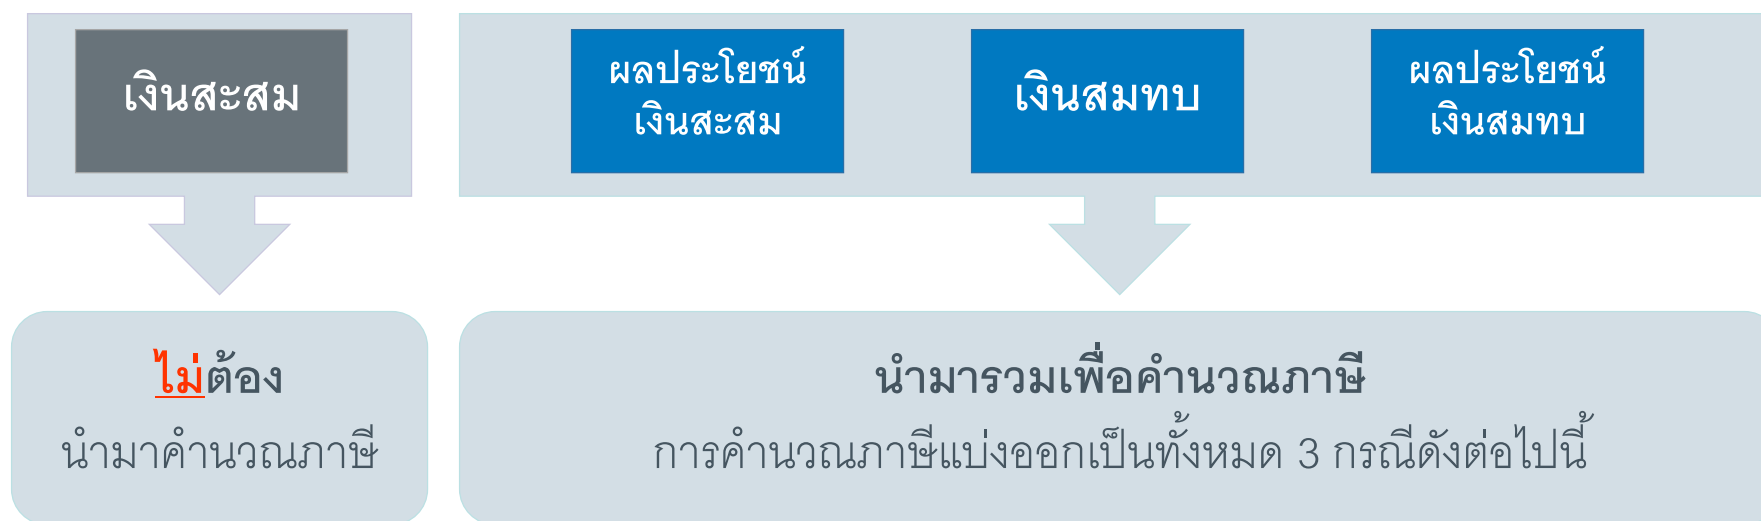 เงินสะสม
ผลประโยชน์
เงินสะสม
เงินสมทบ
ผลประโยชน์
เงินสมทบ
ไม่ต้อง
นำมาคำนวณภาษี
นำมารวมเพื่อคำนวณภาษี
การคำนวณภาษีแบ่งออกเป็นทั้งหมด 3 กรณีดังต่อไปนี้